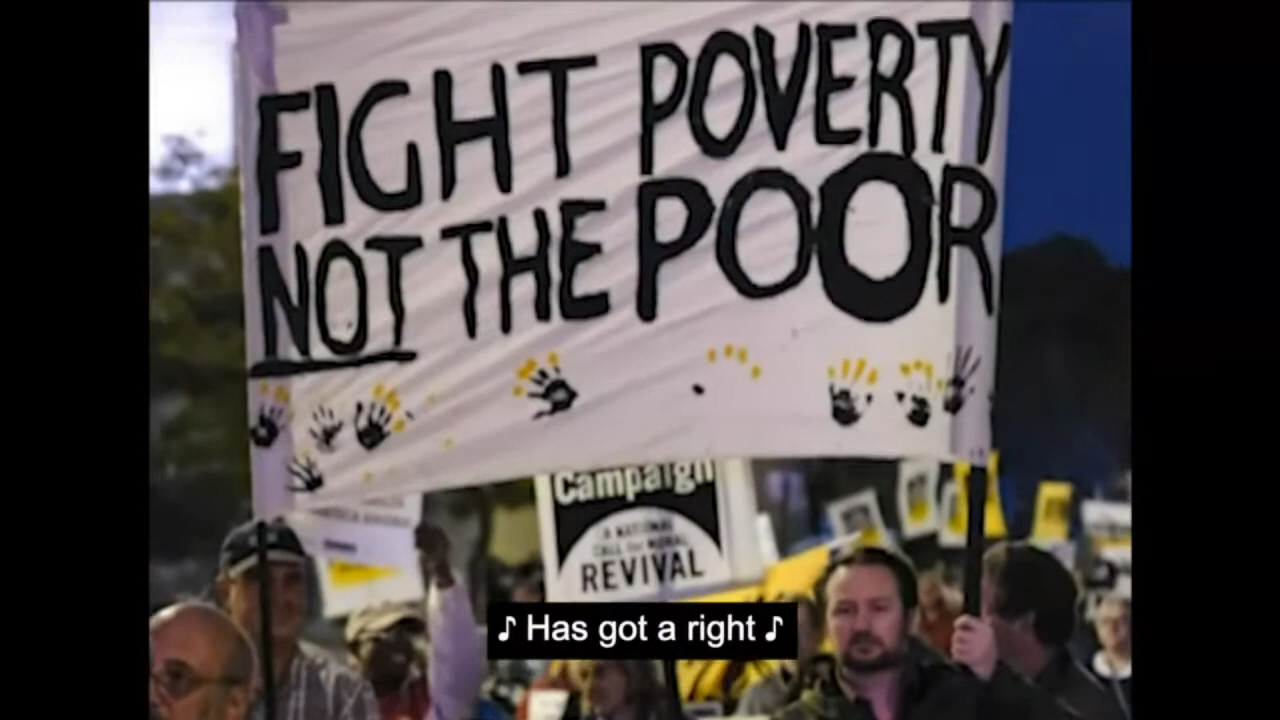 FIGHT POVERTY
NOT THE POOR
Campaign
A NATIONAL
CALL FOR MORAL
REVIVAL
♪ Has got a right ♪